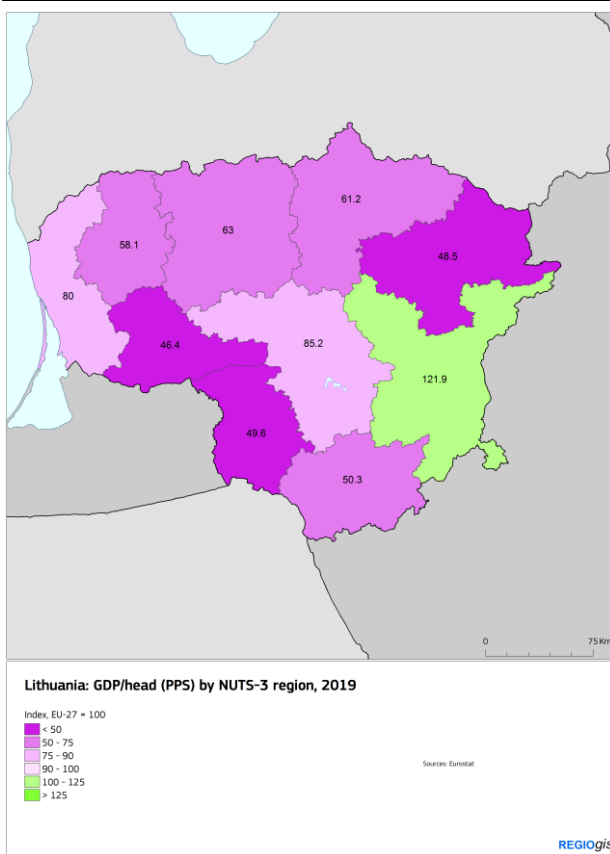 61.2
58.1
63
48.5
80
46.4
85.2
121.9
49.6
50.3
0 75 Km
Lithuania: GDP/head (PPS) by NUTS-3 region, 2019
Index, EU-27 = 100
< 50
50 - 75
75 - 90
90 - 100
100 - 125
> 125
Sources: Eurostat
REGIOgis